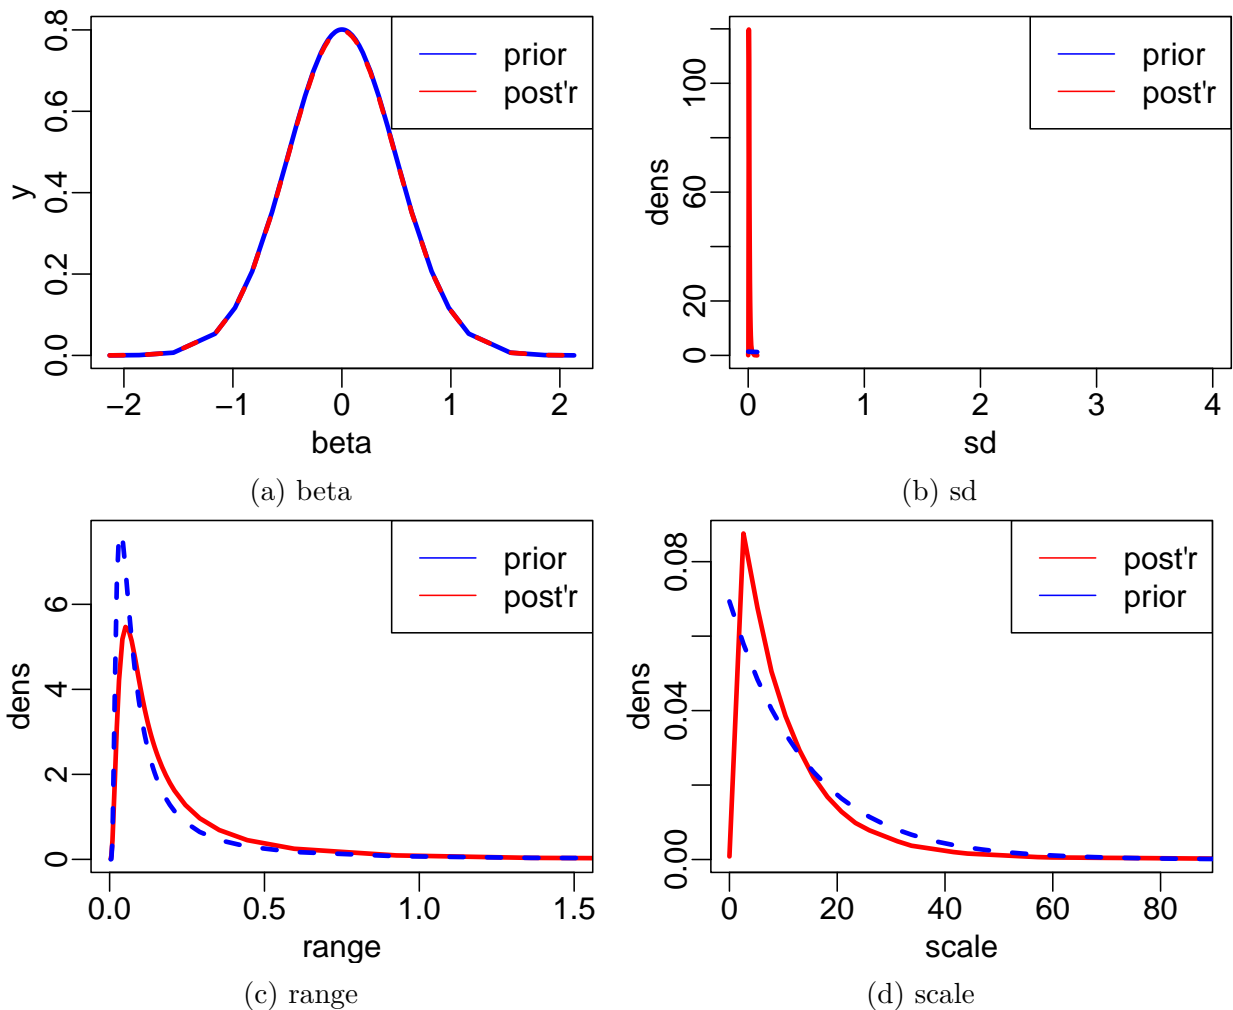 y
0.0 0.2 0.4 0.6 0.8
prior
post'r
−2 −1 0 1 2
beta
(a) beta
dens
0 20 60 100
prior
post'r
0 1 2 3 4
sd
(b) sd
dens
0 2 4 6
prior
post'r
0.0 0.5 1.0 1.5
range
(c) range
dens
0.00 0.04 0.08
post'r
prior
0 20 40 60 80
scale
(d) scale